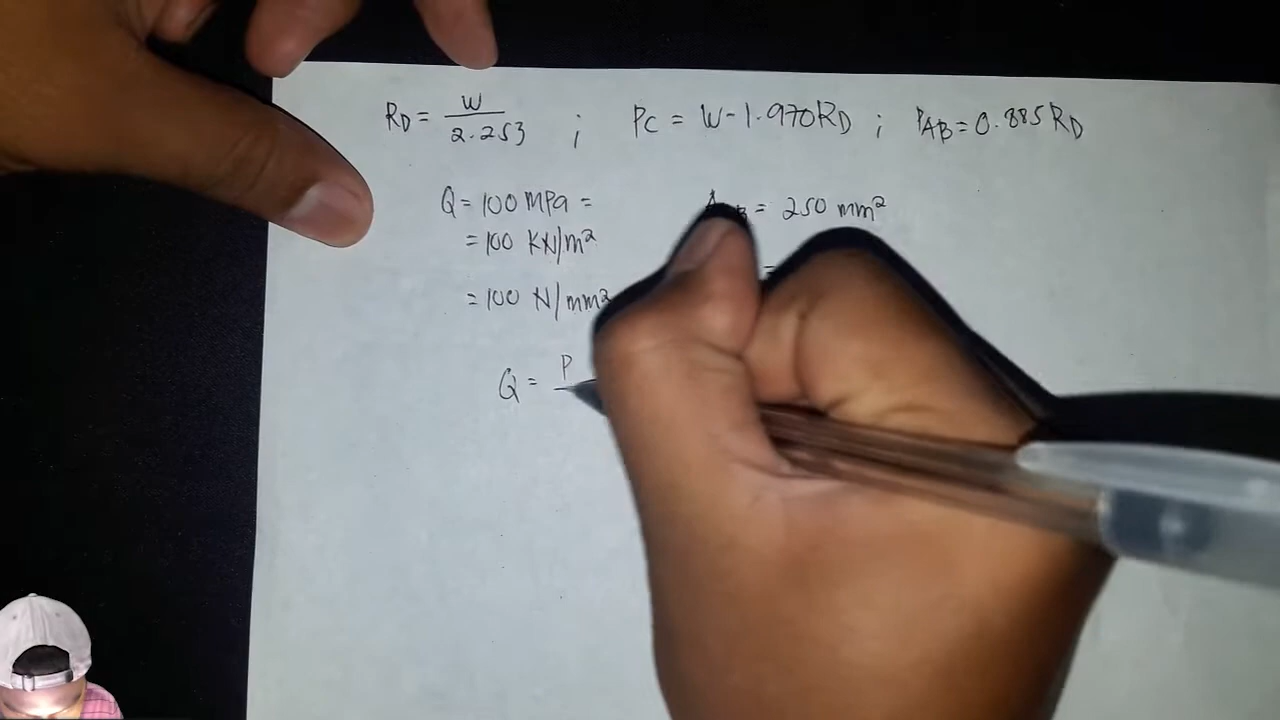 RD = W / 2.253 ; PC = W - 1.970RD ; PAB = 0.885 RD
Q = 100 MPa = = 250 mm²
= 100 KN/m² =
= 100 N/mm²
Q = P